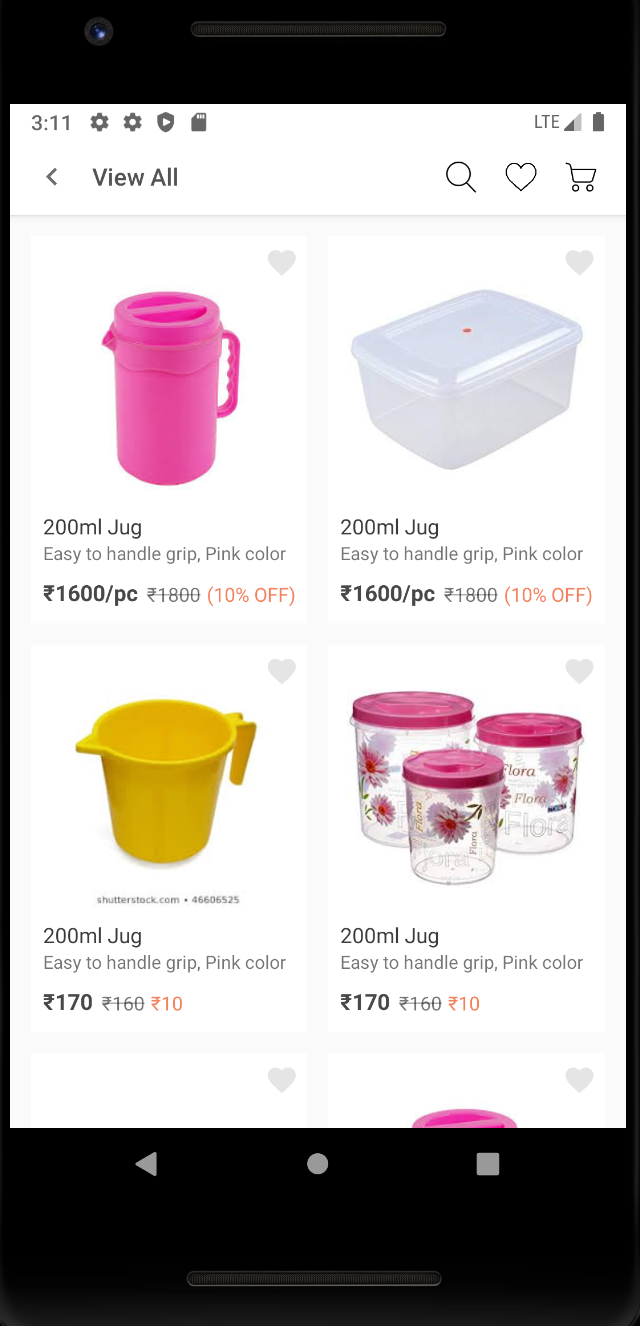 3:11
LTE
View All
200ml Jug
Easy to handle grip, Pink color
₹1600/pc ₹1800 (10% OFF)
200ml Jug
Easy to handle grip, Pink color
₹1600/pc ₹1800 (10% OFF)
shutterstock.com • 46606525
Flora
Flora
Flora
Flora
Flora
200ml Jug
Easy to handle grip, Pink color
₹170 ₹160 ₹10
200ml Jug
Easy to handle grip, Pink color
₹170 ₹160 ₹10